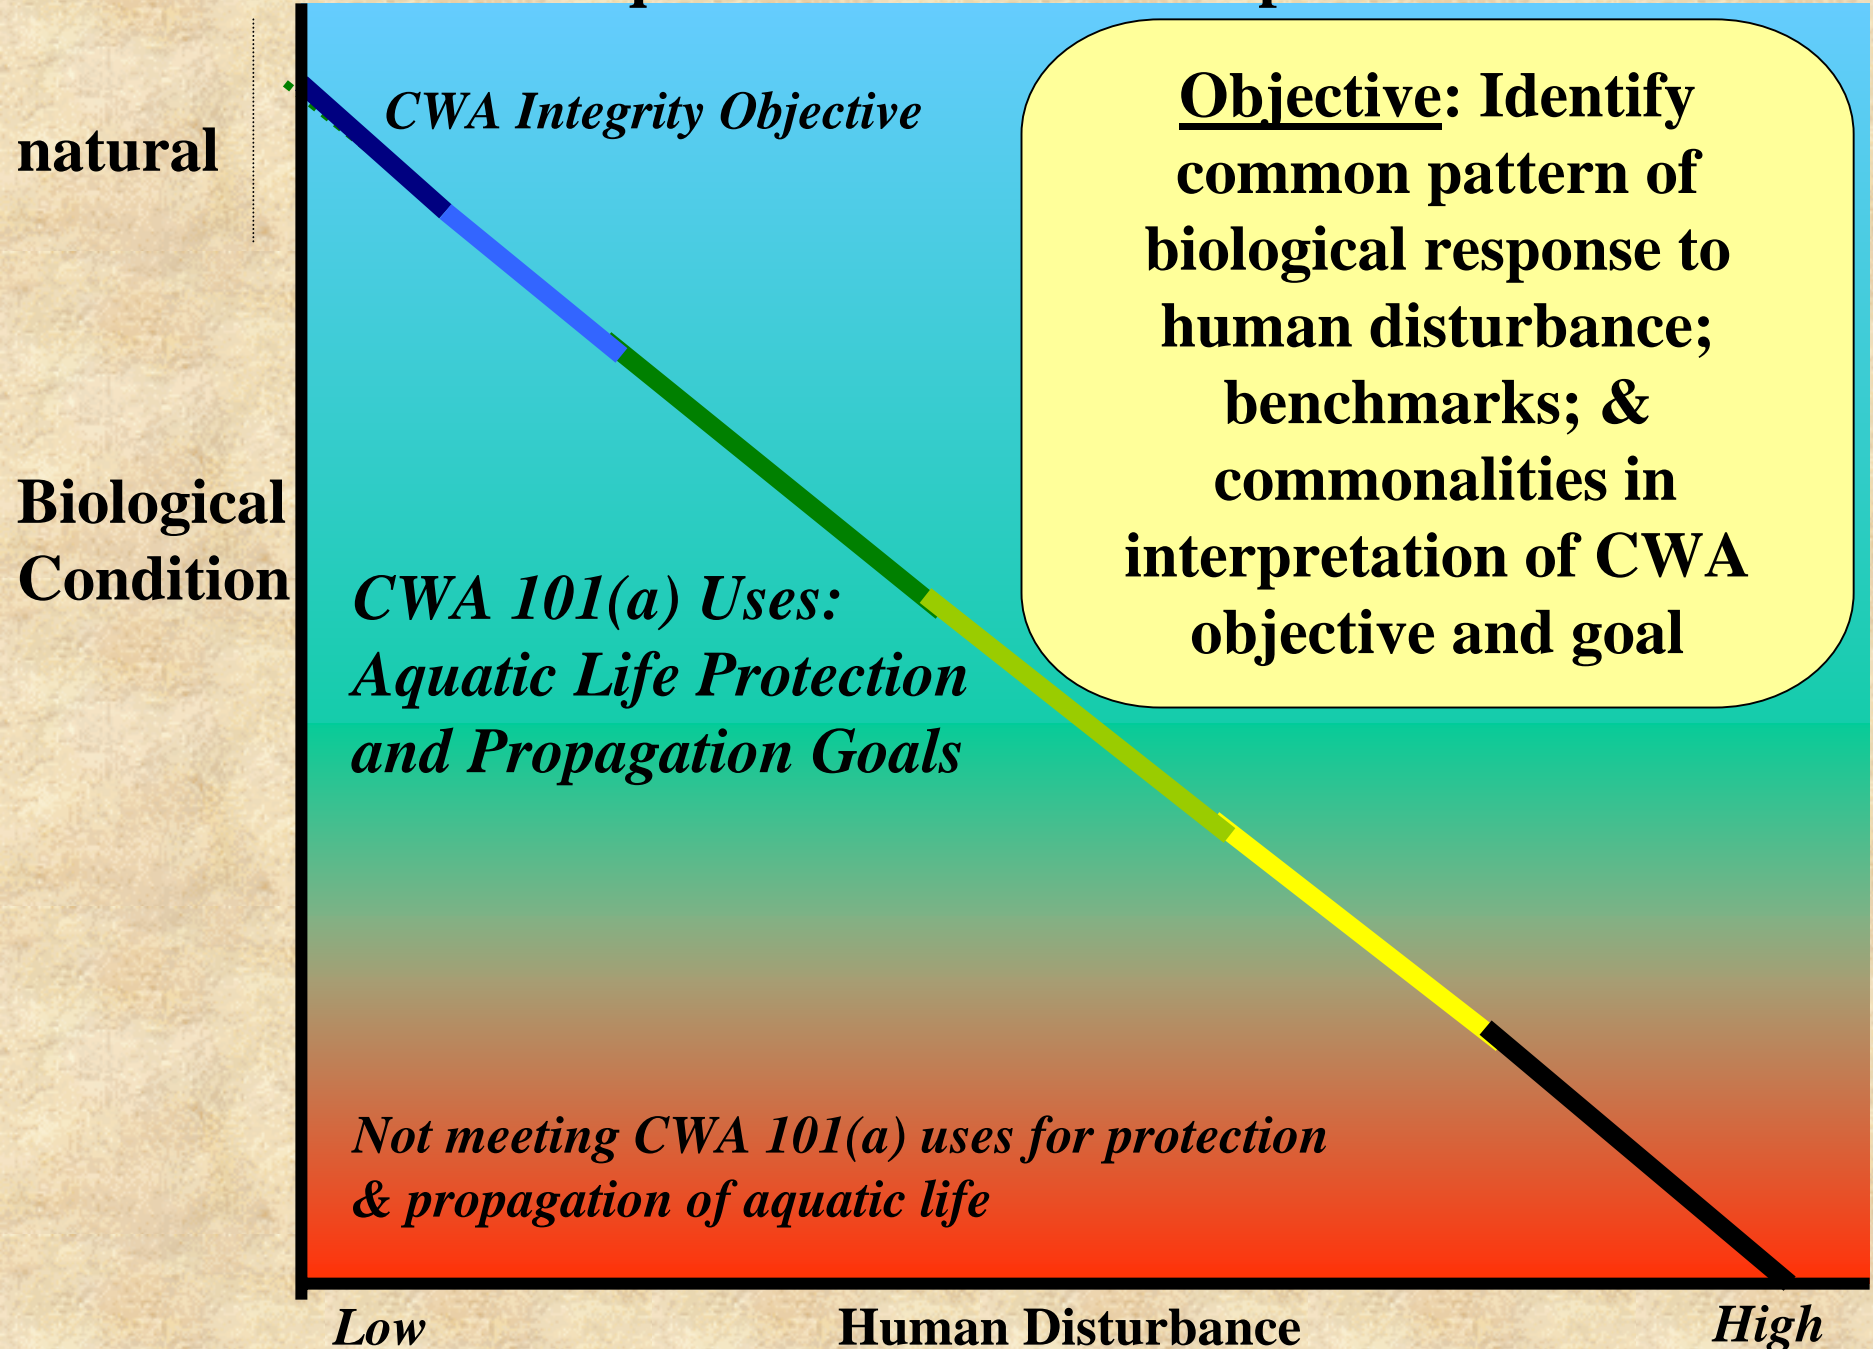 CWA Integrity Objective
natural
Objective: Identify
common pattern of
biological response to
human disturbance;
benchmarks; &
commonalities in
interpretation of CWA
objective and goal
Biological
Condition
CWA 101(a) Uses:
Aquatic Life Protection
and Propagation Goals
Not meeting CWA 101(a) uses for protection
& propagation of aquatic life
Low
Human Disturbance
High